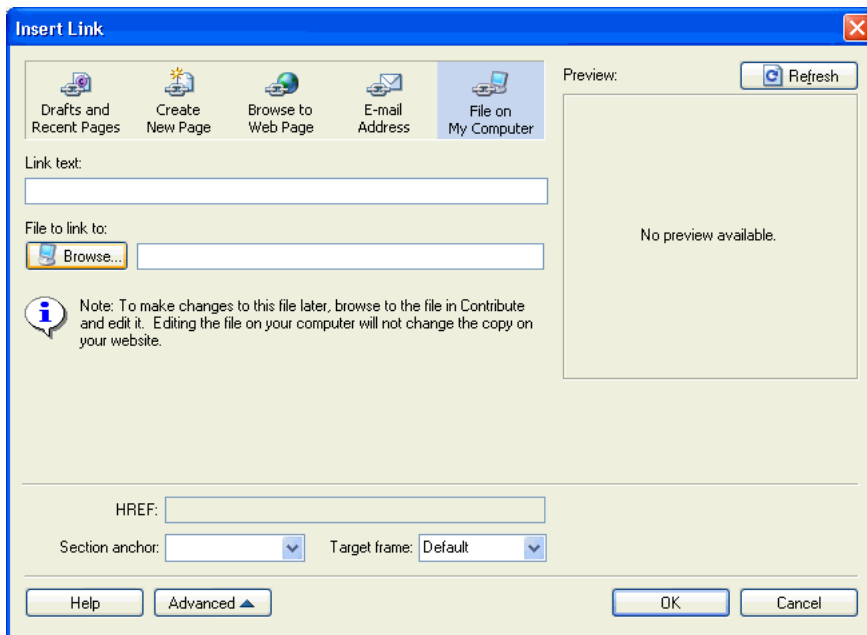 Insert Link
Drafts and
Recent Pages
Create
New Page
Browse to
Web Page
E-mail
Address
File on
My Computer
Preview:
Refresh
Link text:
File to link to:
Browse...
No preview available.
Note: To make changes to this file later, browse to the file in Contribute
and edit it. Editing the file on your computer will not change the copy on
your website.
HREF:
Section anchor:
Target frame: Default
Help
Advanced
OK
Cancel